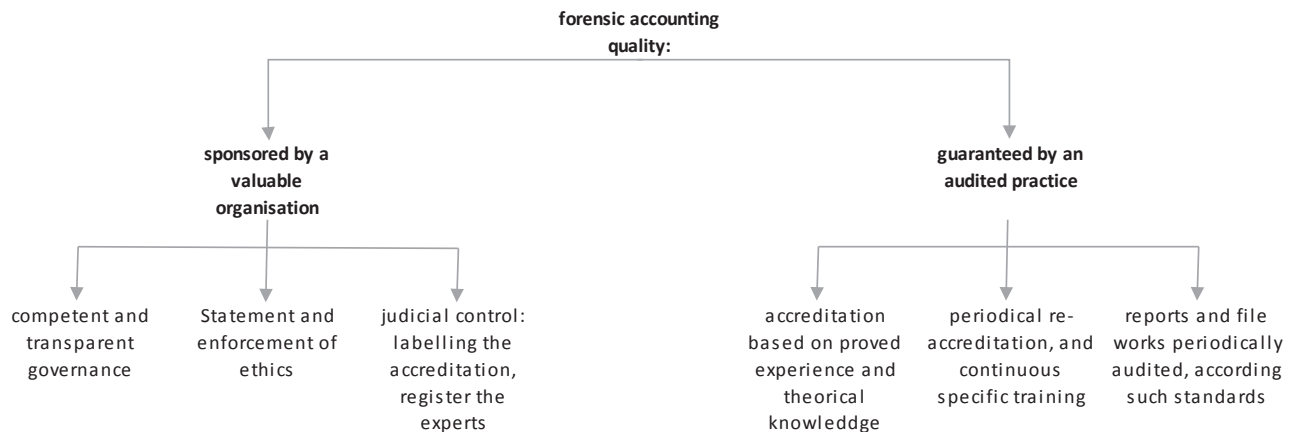 forensic accounting
quality:
sponsored by a
valuable
organisation
guaranteed by an
audited practice
competent and
transparent
governance
Statement and
enforcement of
ethics
judicial control:
labelling the
accreditation,
register the
experts
accreditation
based on proved
experience and
theorical
knowleddge
periodical re-
accreditation, and
continuous
specific training
reports and file
works periodically
audited, according
such standards